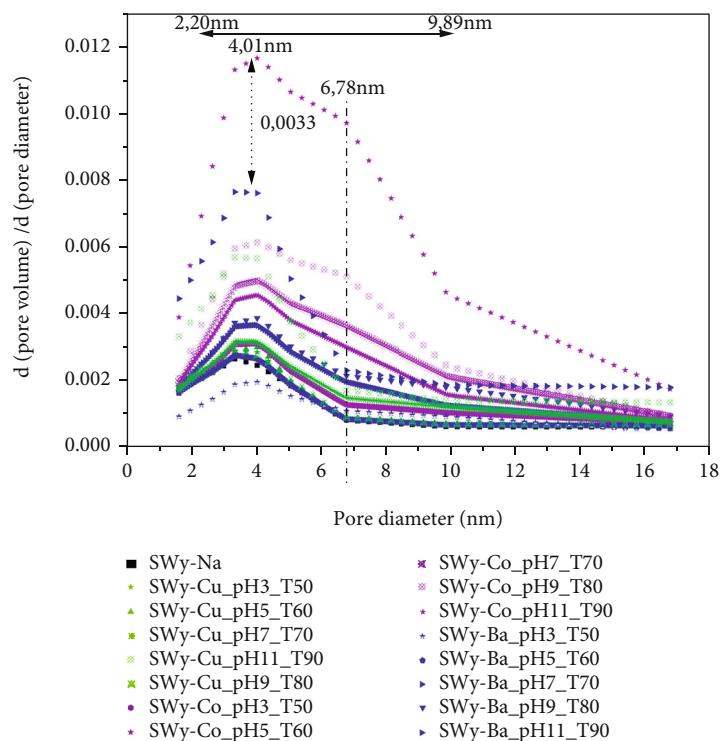 2,20nm 9,89nm
4,01nm
6,78nm
0,0033
0.012
0.010
0.008
0.006
0.004
0.002
0.000
d (pore volume) /d (pore diameter)
0 2 4 6 8 10 12 14 16 18
Pore diameter (nm)
SWy-Na
SWy-Cu_pH3_T50
SWy-Cu_pH5_T60
SWy-Cu_pH7_T70
SWy-Cu_pH11_T90
SWy-Cu_pH9_T80
SWy-Co_pH3_T50
SWy-Co_pH5_T60
SWy-Co_pH7_T70
SWy-Co_pH9_T80
SWy-Co_pH11_T90
SWy-Ba_pH3_T50
SWy-Ba_pH5_T60
SWy-Ba_pH7_T70
SWy-Ba_pH9_T80
SWy-Ba_pH11_T90